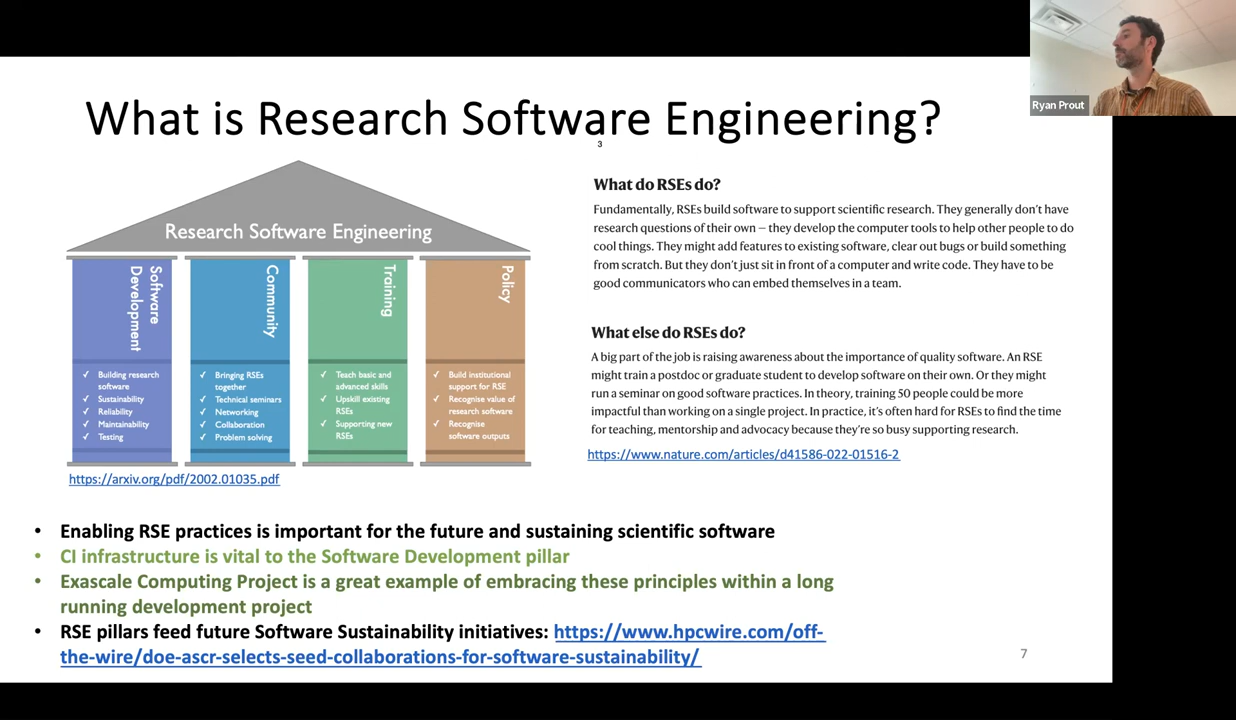 Ryan Prout
What is Research Software Engineering?
3
Research Software Engineering
Software
Development
✓ Building research
software
✓ Sustainability
✓ Reliability
✓ Maintainability
✓ Testing
Community
✓ Bringing RSEs
together
✓ Technical seminars
✓ Networking
✓ Collaboration
✓ Problem solving
Training
✓ Teach basic and
advanced skills
✓ Upskill existing
RSEs
✓ Supporting new
RSEs
Policy
✓ Build institutional
support for RSE
✓ Recognise value of
research software
✓ Recognise
software outputs
https://arxiv.org/pdf/2002.01035.pdf
What do RSEs do?
Fundamentally, RSEs build software to support scientific research. They generally don’t have
research questions of their own — they develop the computer tools to help other people to do
cool things. They might add features to existing software, clear out bugs or build something
from scratch. But they don’t just sit in front of a computer and write code. They have to be
good communicators who can embed themselves in a team.
What else do RSEs do?
A big part of the job is raising awareness about the importance of quality software. An RSE
might train a postdoc or graduate student to develop software on their own. Or they might
run a seminar on good software practices. In theory, training 50 people could be more
impactful than working on a single project. In practice, it’s often hard for RSEs to find the time
for teaching, mentorship and advocacy because they’re so busy supporting research.
https://www.nature.com/articles/d41586-022-01516-2
• Enabling RSE practices is important for the future and sustaining scientific software
• CI infrastructure is vital to the Software Development pillar
• Exascale Computing Project is a great example of embracing these principles within a long
running development project
• RSE pillars feed future Software Sustainability initiatives: https://www.hpcwire.com/off-
the-wire/doe-ascr-selects-seed-collaborations-for-software-sustainability/
7